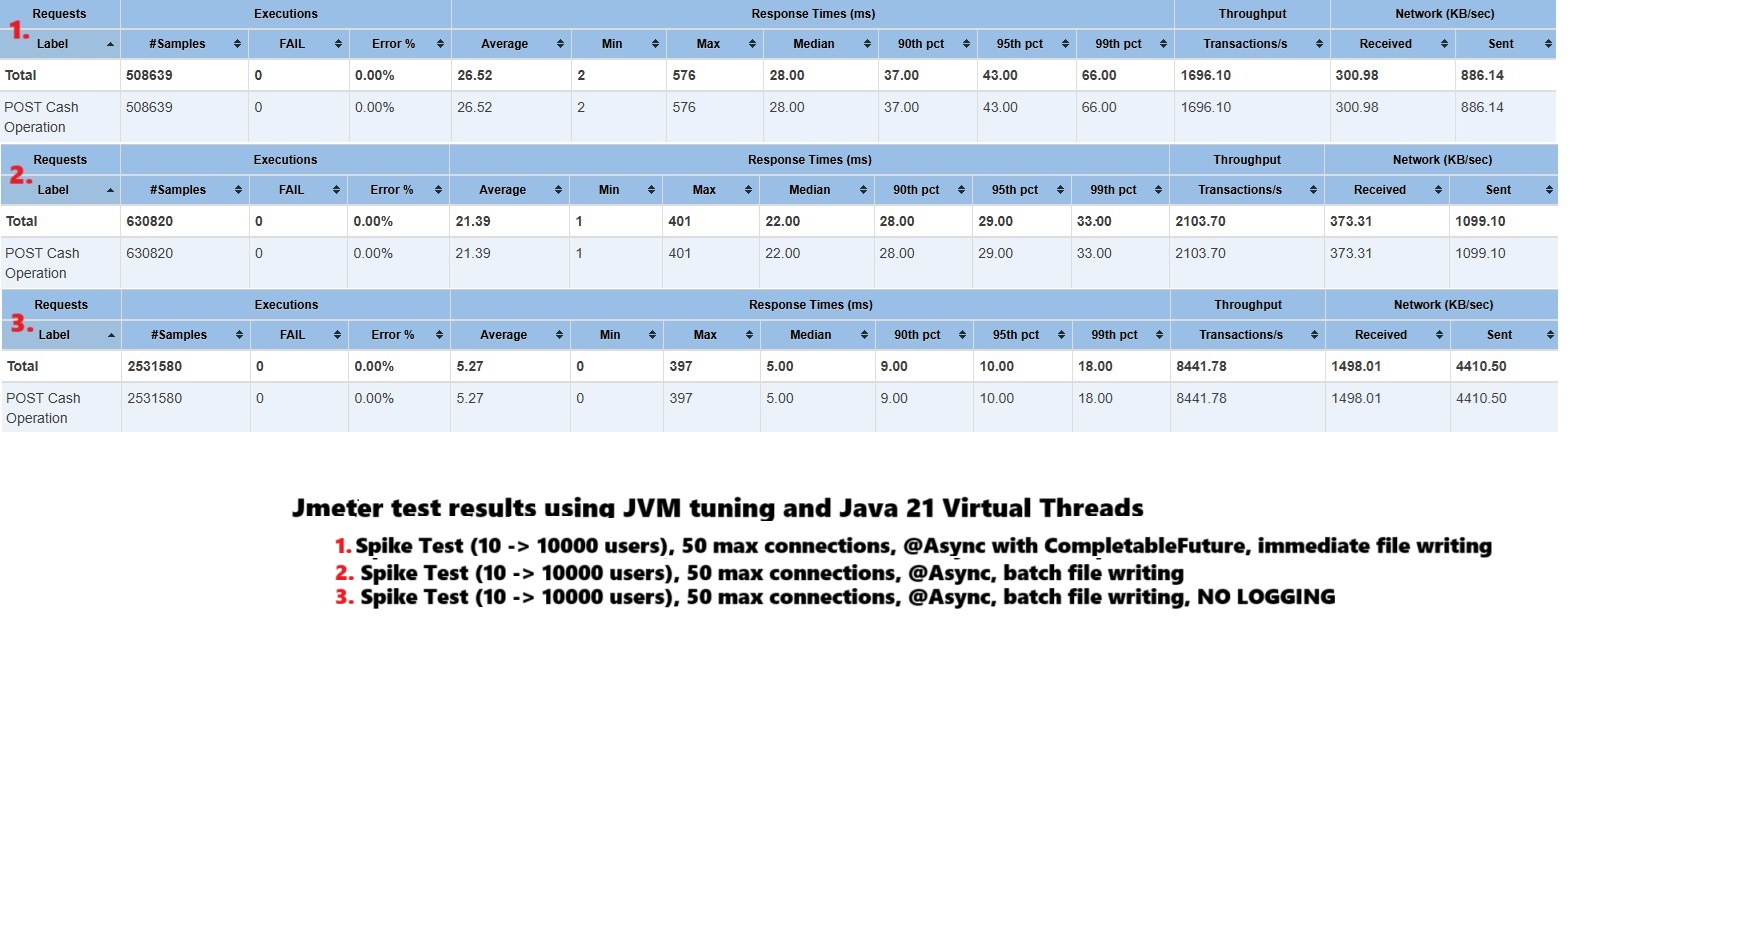 Requests Executions Response Times (ms) Throughput Network (KB/sec)
1. Label #Samples FAIL Error % Average Min Max Median 90th pct 95th pct 99th pct Transactions/s Received Sent
Total 508639 0 0.00% 26.52 2 576 28.00 37.00 43.00 66.00 1696.10 300.98 886.14
POST Cash 508639 0 0.00% 26.52 2 576 28.00 37.00 43.00 66.00 1696.10 300.98 886.14
Operation
Requests Executions Response Times (ms) Throughput Network (KB/sec)
2. Label #Samples FAIL Error % Average Min Max Median 90th pct 95th pct 99th pct Transactions/s Received Sent
Total 630820 0 0.00% 21.39 1 401 22.00 28.00 29.00 33.00 2103.70 373.31 1099.10
POST Cash 630820 0 0.00% 21.39 1 401 22.00 28.00 29.00 33.00 2103.70 373.31 1099.10
Operation
Requests Executions Response Times (ms) Throughput Network (KB/sec)
3. Label #Samples FAIL Error % Average Min Max Median 90th pct 95th pct 99th pct Transactions/s Received Sent
Total 2531580 0 0.00% 5.27 0 397 5.00 9.00 10.00 18.00 8441.78 1498.01 4410.50
POST Cash 2531580 0 0.00% 5.27 0 397 5.00 9.00 10.00 18.00 8441.78 1498.01 4410.50
Operation
Jmeter test results using JVM tuning and Java 21 Virtual Threads
1. Spike Test (10 -> 10000 users), 50 max connections, @Async with CompletableFuture, immediate file writing
2. Spike Test (10 -> 10000 users), 50 max connections, @Async, batch file writing
3. Spike Test (10 -> 10000 users), 50 max connections, @Async, batch file writing, NO LOGGING